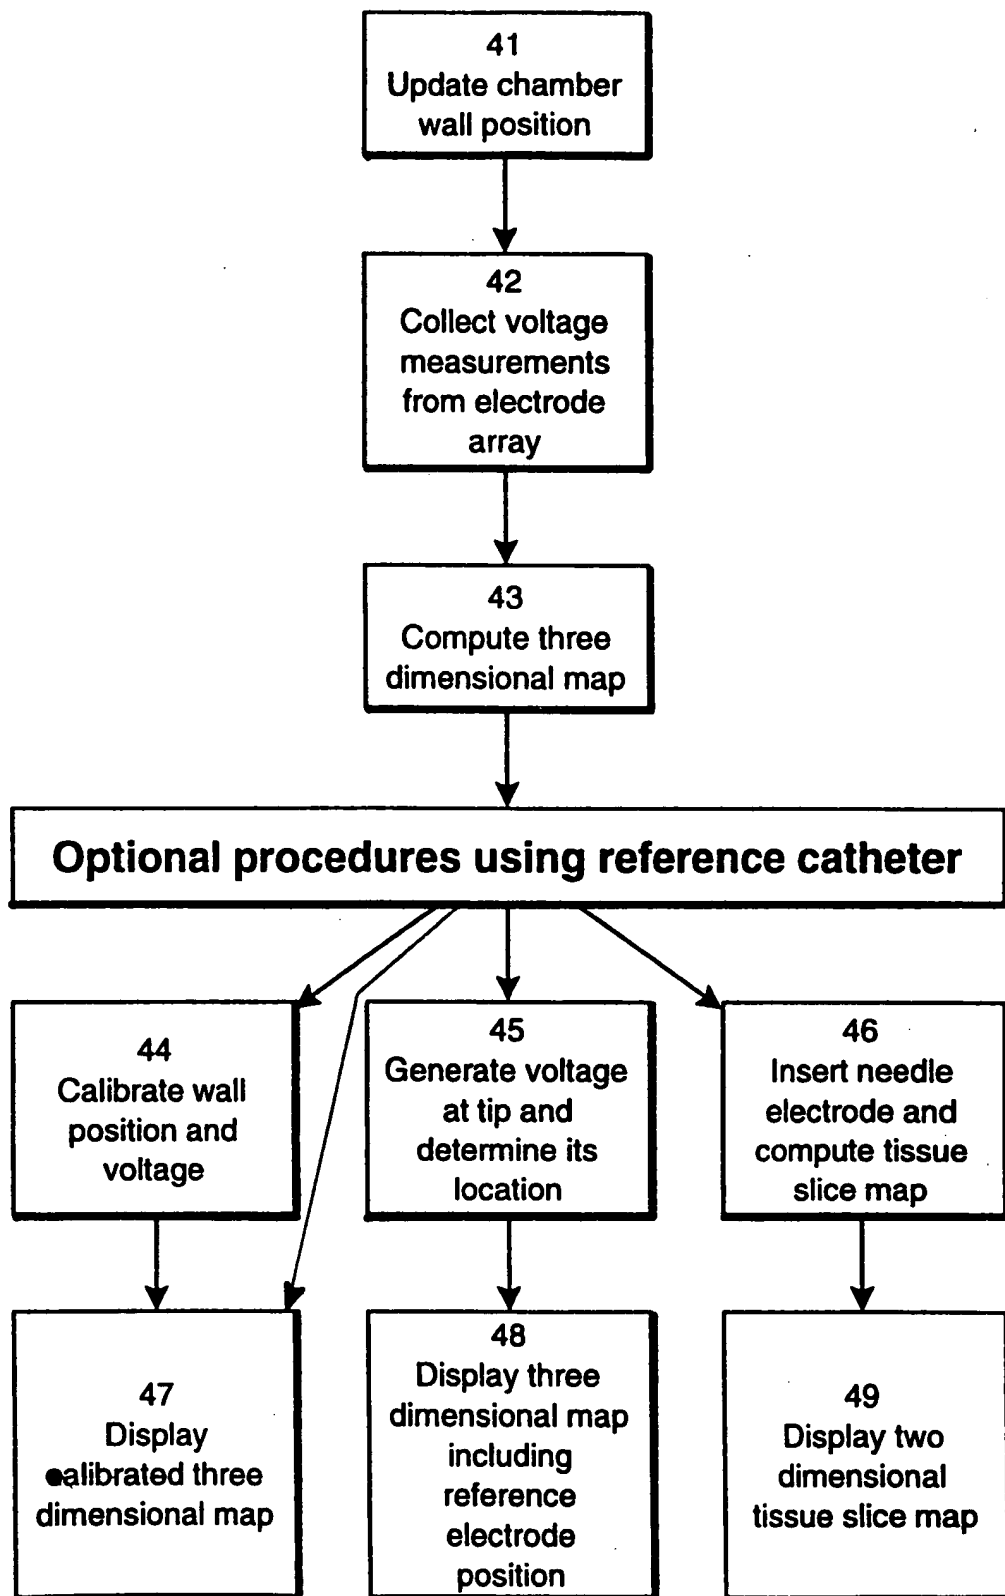 41
Update chamber
wall position
42
Collect voltage
measurements
from electrode
array
43
Compute three
dimensional map
Optional procedures using reference catheter
44
Calibrate wall
position and
voltage
45
Generate voltage
at tip and
determine its
location
46
Insert needle
electrode and
compute tissue
slice map
47
Display
calibrated three
dimensional map
48
Display three
dimensional map
including
reference
electrode
position
49
Display two
dimensional
tissue slice map